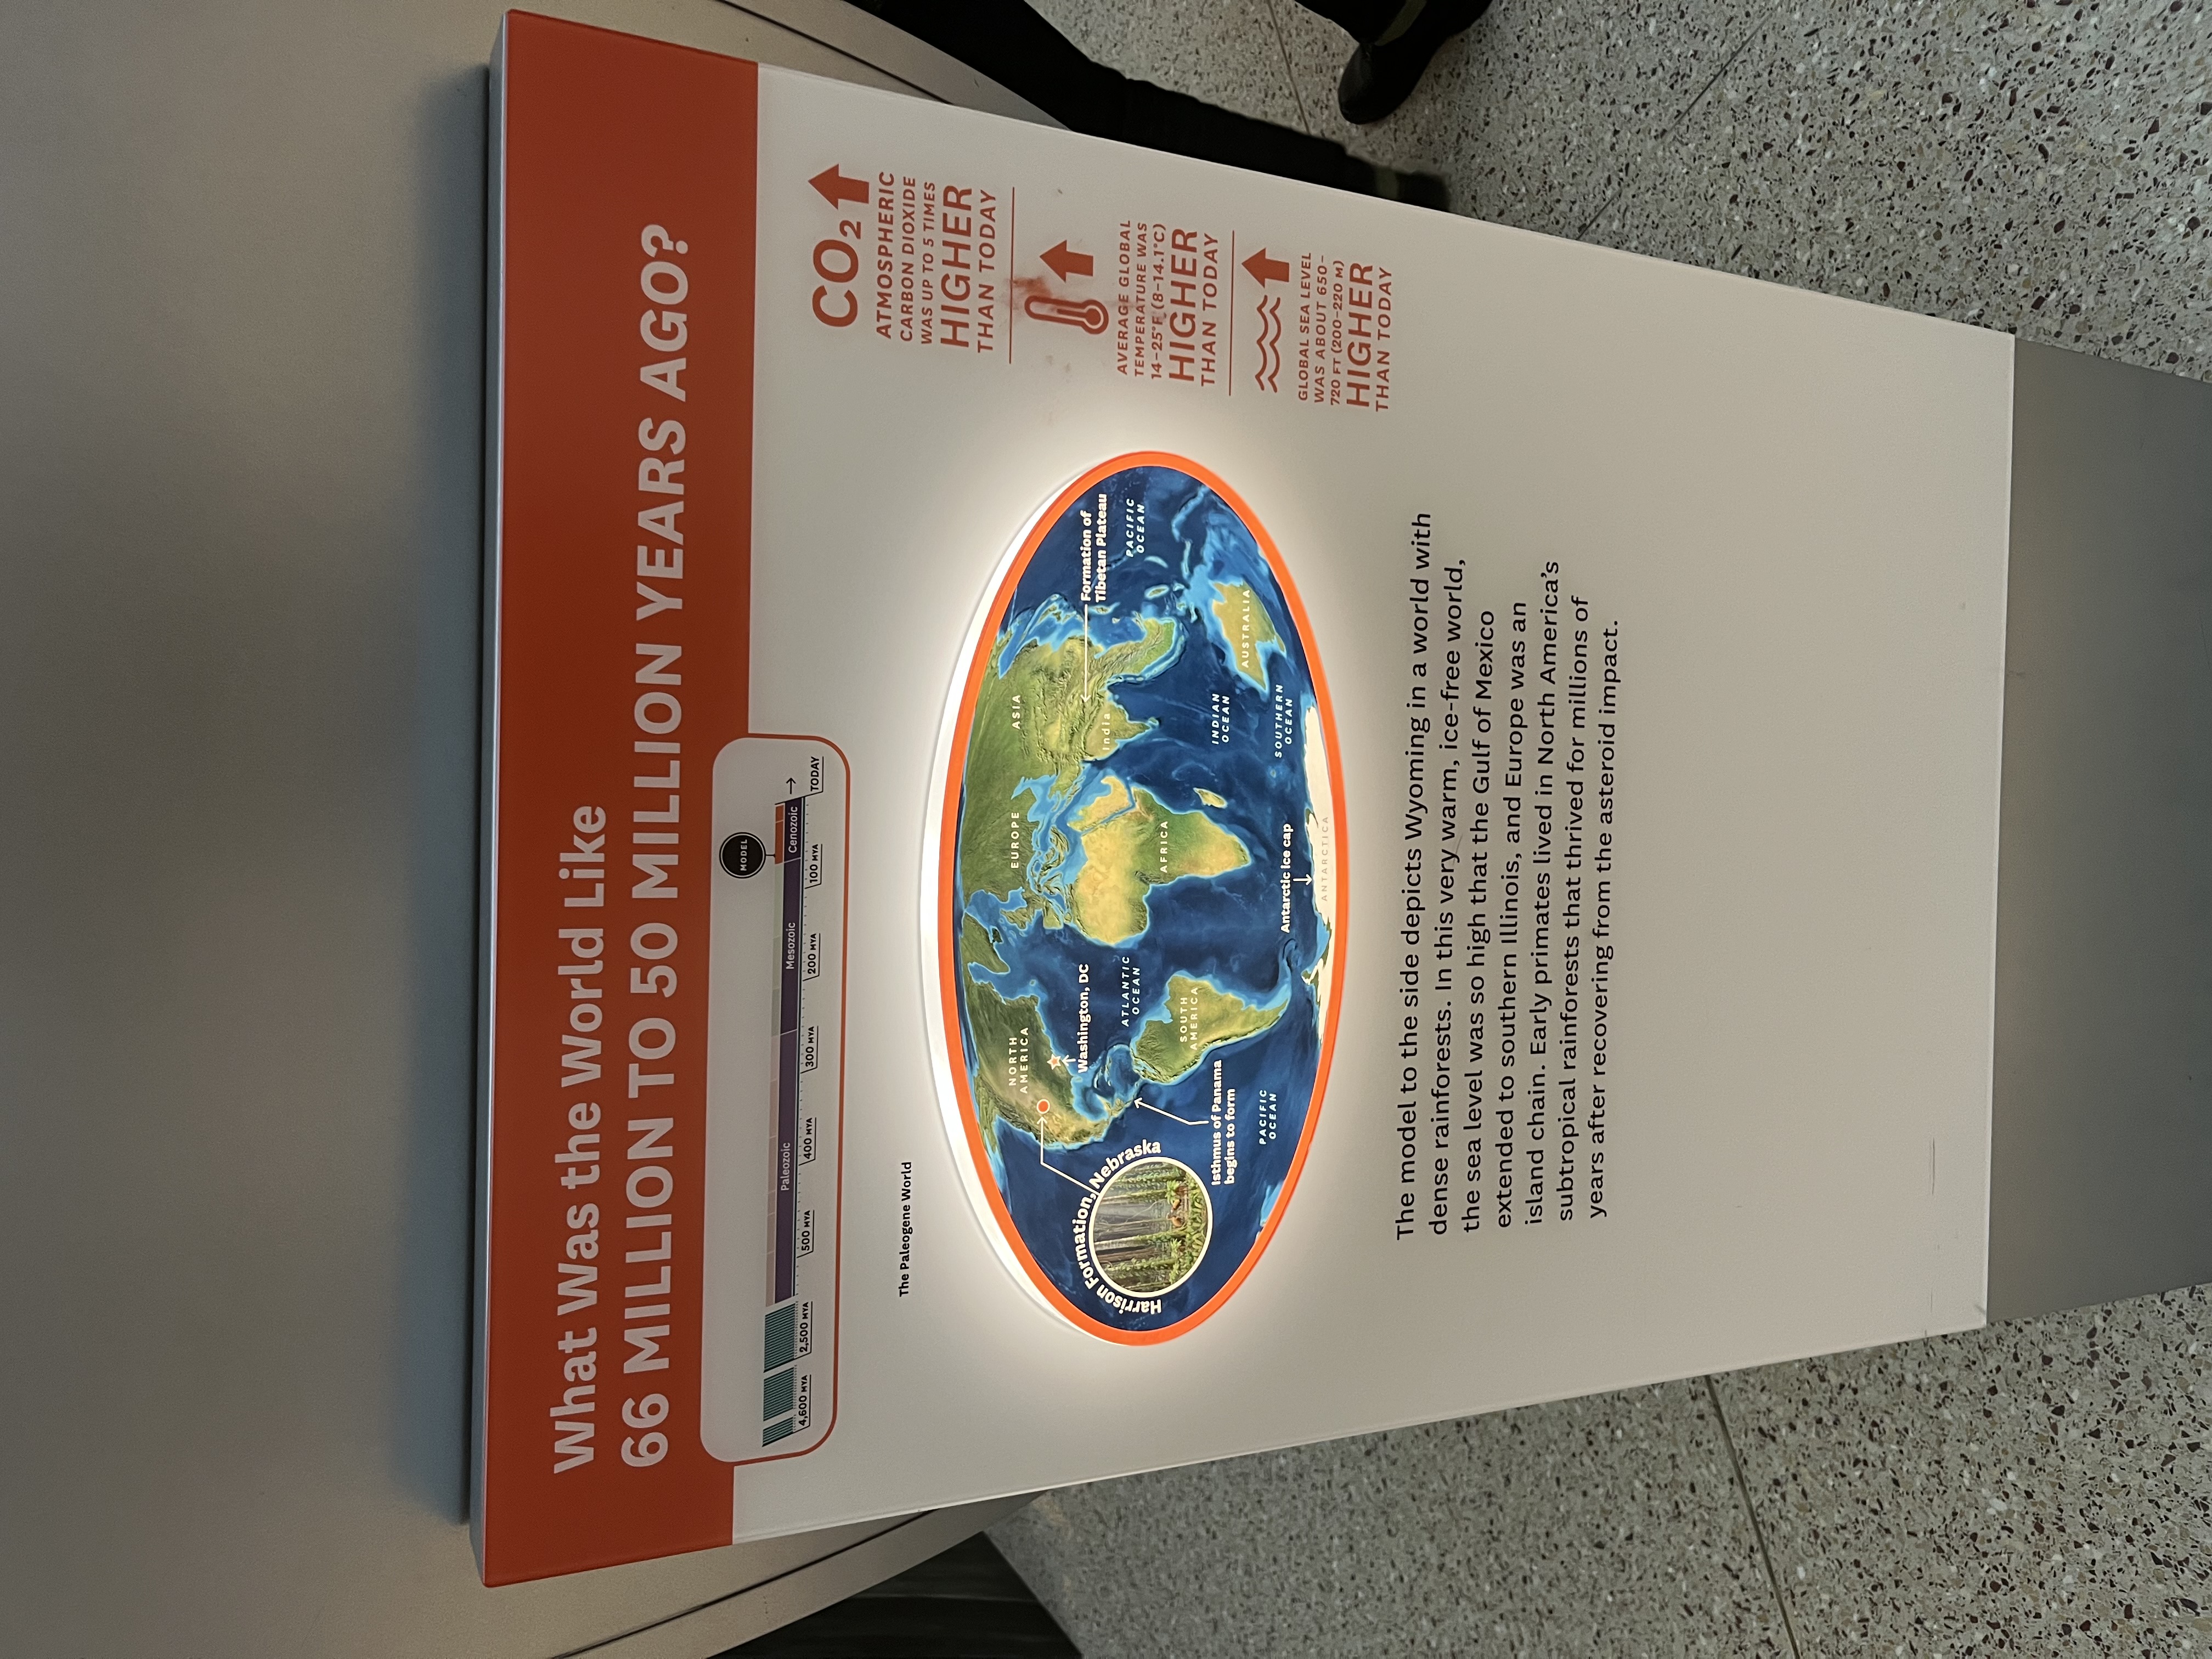 What Was the World Like
66 MILLION TO 50 MILLION YEARS AGO?
MODEL
Paleozoic
Mesozoic
Cenozoic
4,600 MYA
2,500 MYA
500 MYA
400 MYA
300 MYA
200 MYA
100 MYA
TODAY
The Paleogene World
NORTH
AMERICA
EUROPE
ASIA
Formation of
Tibetan Plateau
Washington, DC
India
PACIFIC
OCEAN
Harrison Formation, Nebraska
ATLANTIC
OCEAN
AFRICA
SOUTH
AMERICA
INDIAN
OCEAN
AUSTRALIA
Isthmus of Panama
begins to form
PACIFIC
OCEAN
Antarctic ice cap
SOUTHERN
OCEAN
ANTARCTICA
CO2
ATMOSPHERIC
CARBON DIOXIDE
WAS UP TO 5 TIMES
HIGHER
THAN TODAY
AVERAGE GLOBAL
TEMPERATURE WAS
14–25°F (8–14.1°C)
HIGHER
THAN TODAY
GLOBAL SEA LEVEL
WAS ABOUT 650–
720 FT (200–220 M)
HIGHER
THAN TODAY
The model to the side depicts Wyoming in a world with
dense rainforests. In this very warm, ice-free world,
the sea level was so high that the Gulf of Mexico
extended to southern Illinois, and Europe was an
island chain. Early primates lived in North America's
subtropical rainforests that thrived for millions of
years after recovering from the asteroid impact.